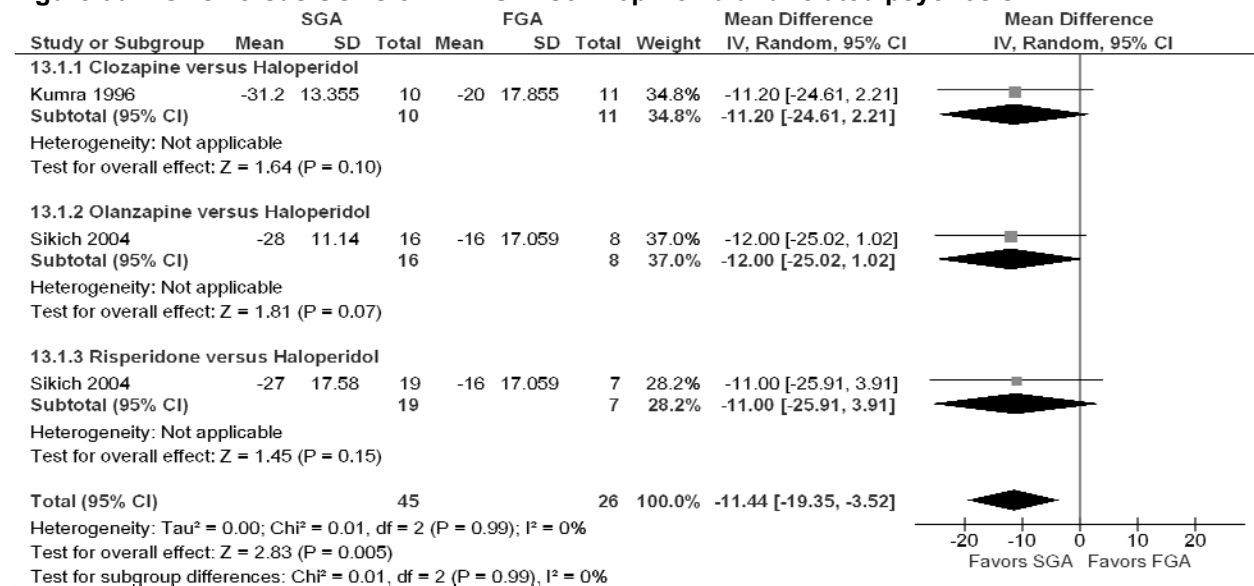 SGA FGA Mean Difference Mean Difference
Study or Subgroup Mean SD Total Mean SD Total Weight IV, Random, 95% CI IV, Random, 95% CI
13.1.1 Clozapine versus Haloperidol
Kumra 1996 -31.2 13.355 10 -20 17.855 11 34.8% -11.20 [-24.61, 2.21]
Subtotal (95% CI) 10 11 34.8% -11.20 [-24.61, 2.21]
Heterogeneity: Not applicable
Test for overall effect: Z = 1.64 (P = 0.10)
13.1.2 Olanzapine versus Haloperidol
Sikich 2004 -28 11.14 16 -16 17.059 8 37.0% -12.00 [-25.02, 1.02]
Subtotal (95% CI) 16 8 37.0% -12.00 [-25.02, 1.02]
Heterogeneity: Not applicable
Test for overall effect: Z = 1.81 (P = 0.07)
13.1.3 Risperidone versus Haloperidol
Sikich 2004 -27 17.58 19 -16 17.059 7 28.2% -11.00 [-25.91, 3.91]
Subtotal (95% CI) 19 7 28.2% -11.00 [-25.91, 3.91]
Heterogeneity: Not applicable
Test for overall effect: Z = 1.45 (P = 0.15)
Total (95% CI) 45 26 100.0% -11.44 [-19.35, -3.52]
Heterogeneity: Tau² = 0.00; Chi² = 0.01, df = 2 (P = 0.99); I² = 0%
Test for overall effect: Z = 2.83 (P = 0.005)
Test for subgroup differences: Chi² = 0.01, df = 2 (P = 0.99), I² = 0%
-20 -10 0 10 20
Favors SGA Favors FGA